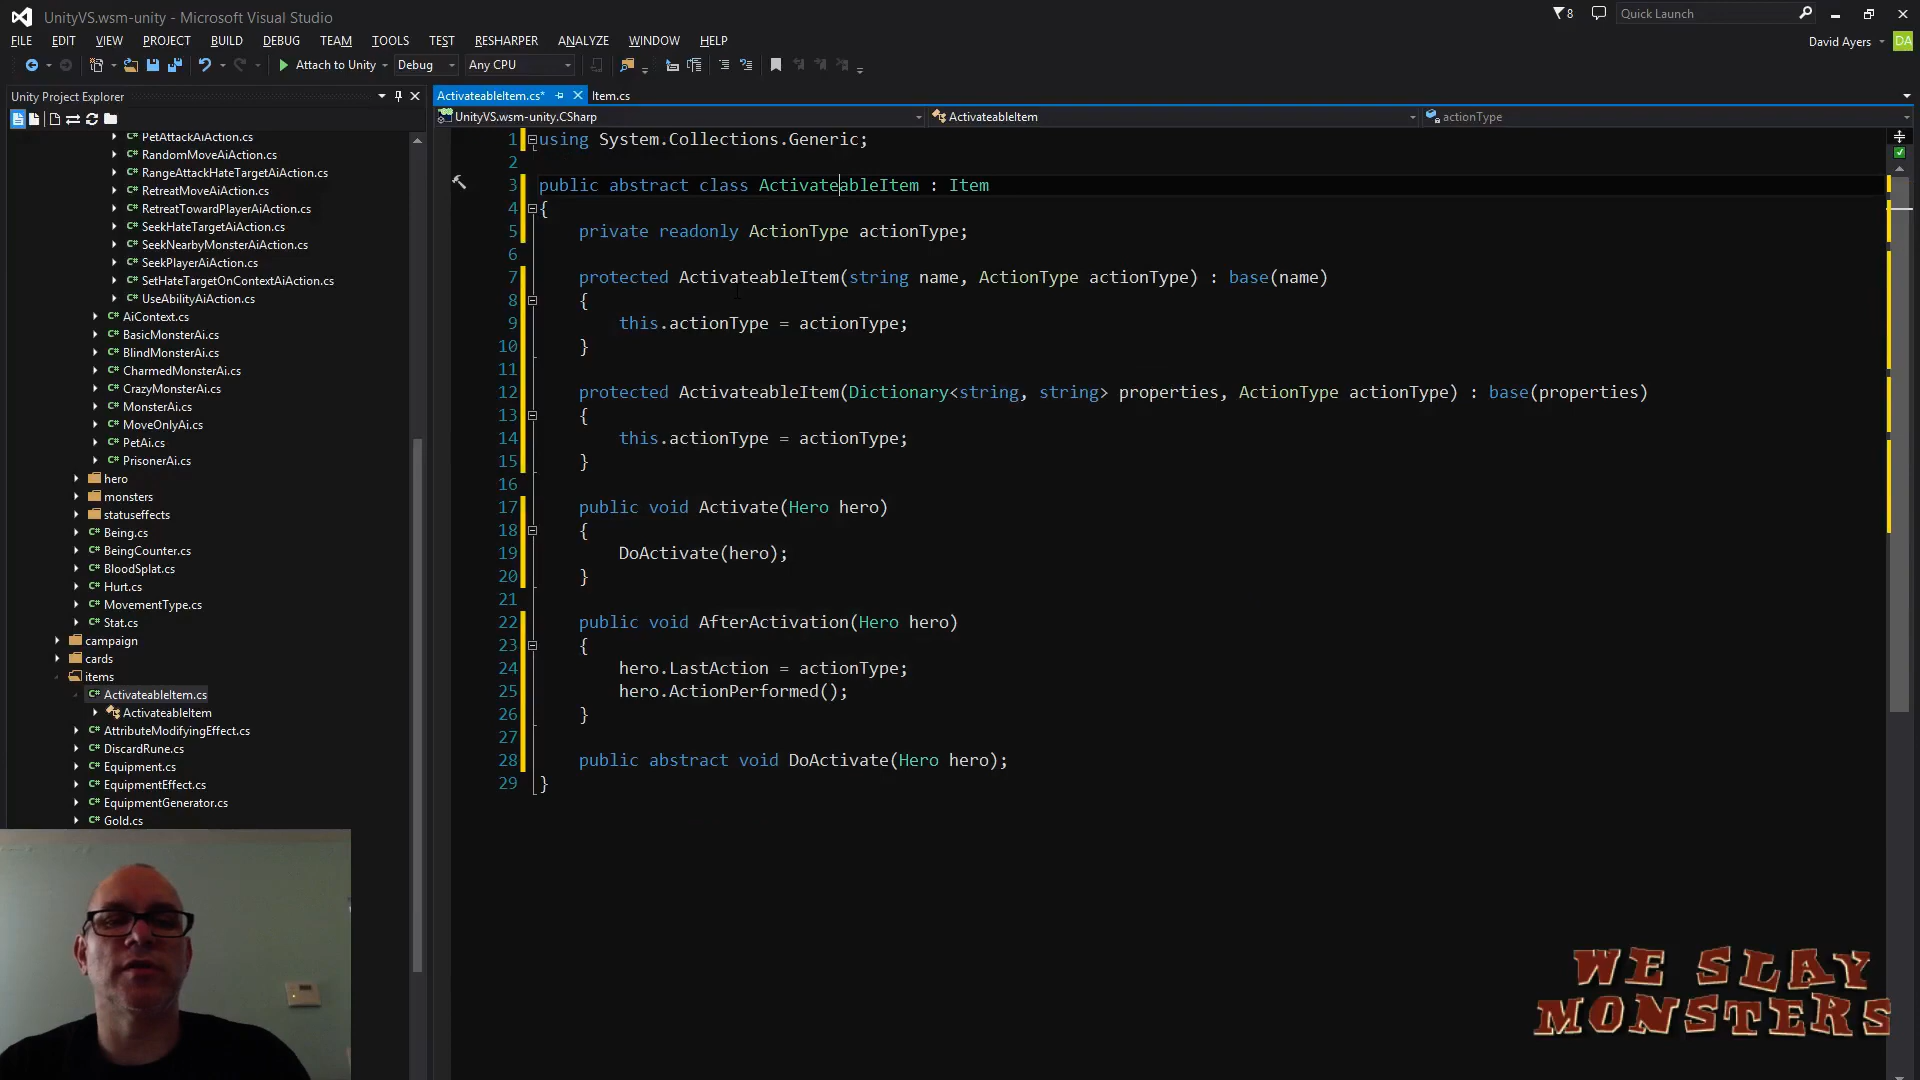 UnityVS.wsm-unity - Microsoft Visual Studio
8
Quick Launch
FILE EDIT VIEW PROJECT BUILD DEBUG TEAM TOOLS TEST RESHARPER ANALYZE WINDOW HELP
David Ayers
DA
Attach to Unity
Debug
Any CPU
Unity Project Explorer
PetAttackAiAction.cs
C# RandomMoveAiAction.cs
C# RangeAttackHateTargetAiAction.cs
C# RetreatMoveAiAction.cs
C# RetreatTowardPlayerAiAction.cs
C# SeekHateTargetAiAction.cs
C# SeekNearbyMonsterAiAction.cs
C# SeekPlayerAiAction.cs
C# SetHateTargetOnContextAiAction.cs
C# UseAbilityAiAction.cs
C# AiContext.cs
C# BasicMonsterAi.cs
C# BlindMonsterAi.cs
C# CharmedMonsterAi.cs
C# CrazyMonsterAi.cs
C# MonsterAi.cs
C# MoveOnlyAi.cs
C# PetAi.cs
C# PrisonerAi.cs
hero
monsters
statuseffects
C# Being.cs
C# BeingCounter.cs
C# BloodSplat.cs
C# Hurt.cs
C# MovementType.cs
C# Stat.cs
campaign
cards
items
C# ActivateableItem.cs
ActivateableItem
C# AttributeModifyingEffect.cs
C# DiscardRune.cs
C# Equipment.cs
C# EquipmentEffect.cs
C# EquipmentGenerator.cs
C# Gold.cs
ActivateableItem.cs*
Item.cs
UnityVS.wsm-unity.CSharp
ActivateableItem
actionType
1 using System.Collections.Generic;
2
3 public abstract class ActivateableItem : Item
4 {
5 private readonly ActionType actionType;
6
7 protected ActivateableItem(string name, ActionType actionType) : base(name)
8 {
9 this.actionType = actionType;
10 }
11
12 protected ActivateableItem(Dictionary<string, string> properties, ActionType actionType) : base(properties)
13 {
14 this.actionType = actionType;
15 }
16
17 public void Activate(Hero hero)
18 {
19 DoActivate(hero);
20 }
21
22 public void AfterActivation(Hero hero)
23 {
24 hero.LastAction = actionType;
25 hero.ActionPerformed();
26 }
27
28 public abstract void DoActivate(Hero hero);
29 }
WE SLAY
MONSTERS